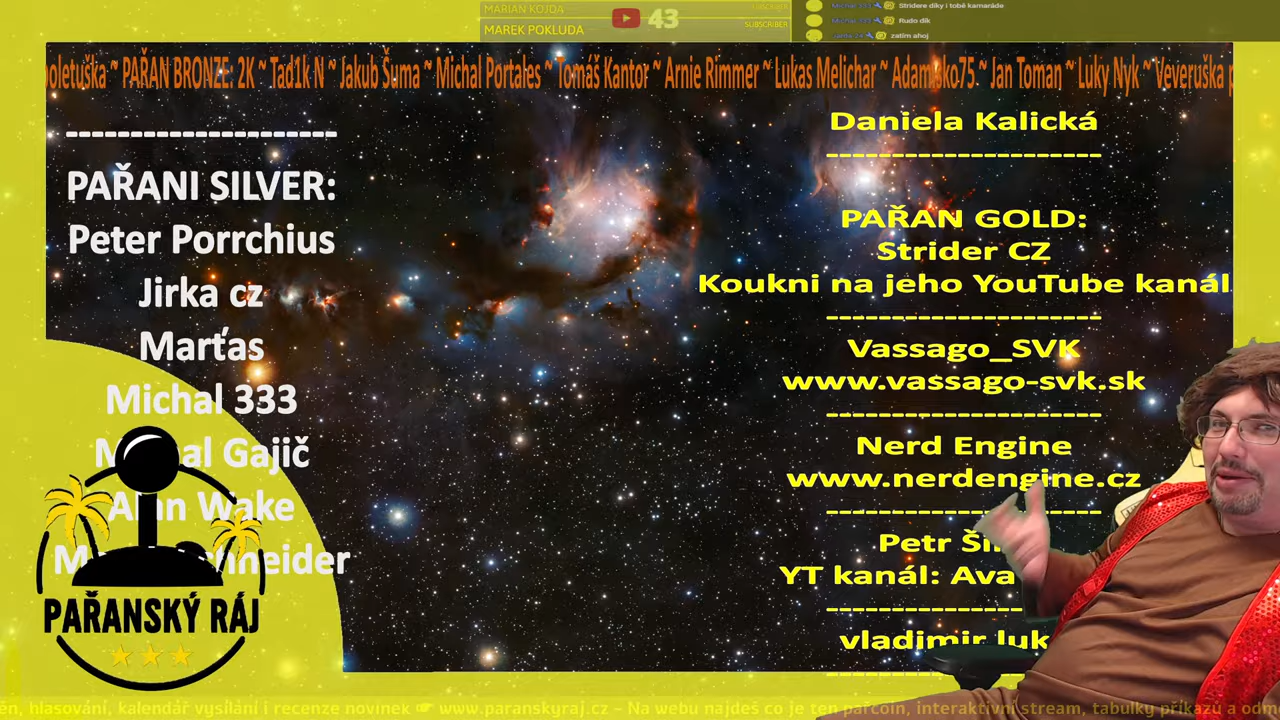 MARIAN KOJDA
SUBSCRIBER
MAREK POKLUDA
SUBSCRIBER
43
Stridere díky i tobě kamaráde
Rudo dik
zatím ahoj
~ PAŘAN BRONZE: 2K ~ Tad1k N ~ Jakub Šuma ~ Michal Portales ~ Tomáš Kantor ~ Arnie Rimmer ~ Lukas Melichar ~ Adamisko75 ~ Jan Toman ~ Luky Nyk ~ Veveruška
---------------------
PAŘANI SILVER:
Peter Porrchius
Jirka cz
Marťas
Michal 333
Gajič
Wake
PAŘANSKÝ RÁJ
Daniela Kalická
---------------------
PAŘAN GOLD:
Strider CZ
Koukni na jeho YouTube kanál
---------------------
Vassago_SVK
www.vassago-svk.sk
---------------------
Nerd Engine
www.nerdengine.cz
---------------------
Petr
YT kanál: Ava
---------------------
vladimir
hlasování, kalendář vysílání i recenze novinek ☛ www.paranskyraj.cz - Na webu najdeš co je ten pařcoin, interaktivní stream, tabulky příkazů a